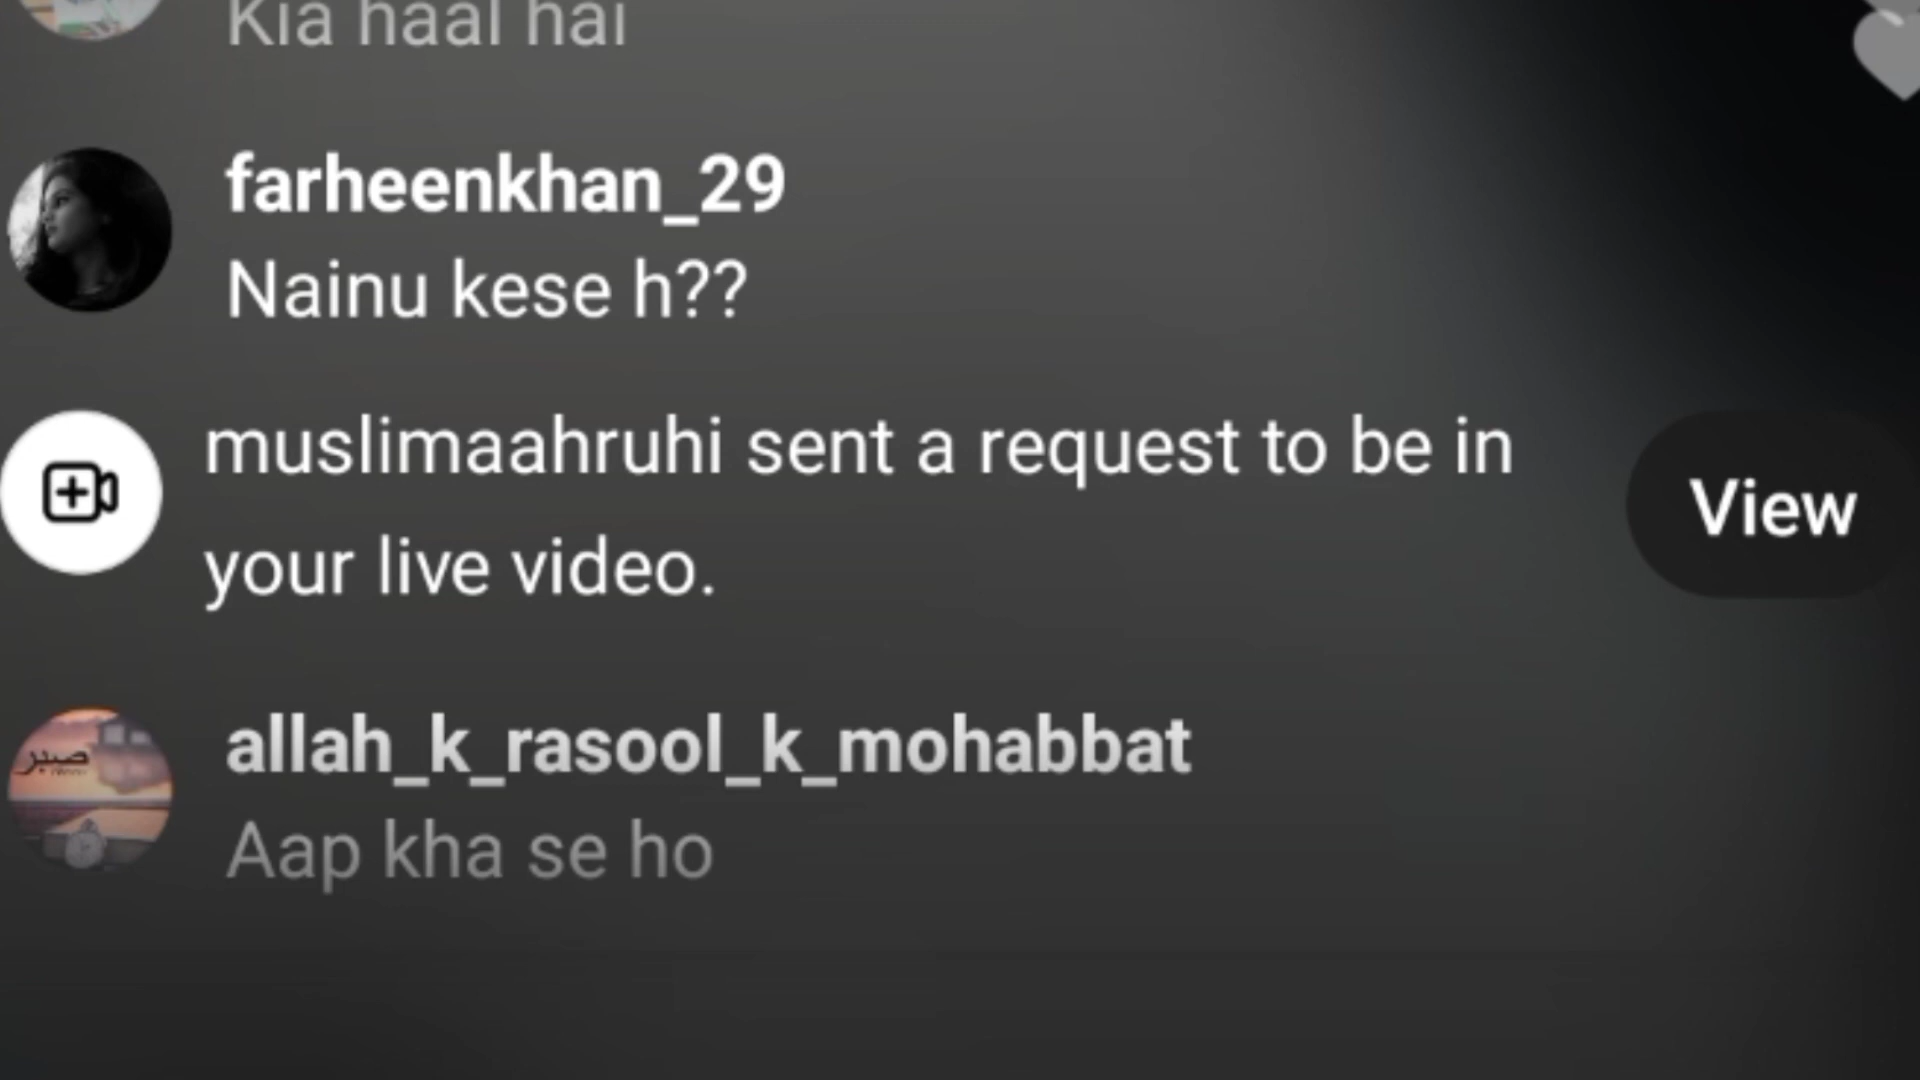 Kia haal hai
farheenkhan_29
Nainu kese h??
muslimaahruhi sent a request to be in
your live video.
View
allah_k_rasool_k_mohabbat
صبر
Aap kha se ho